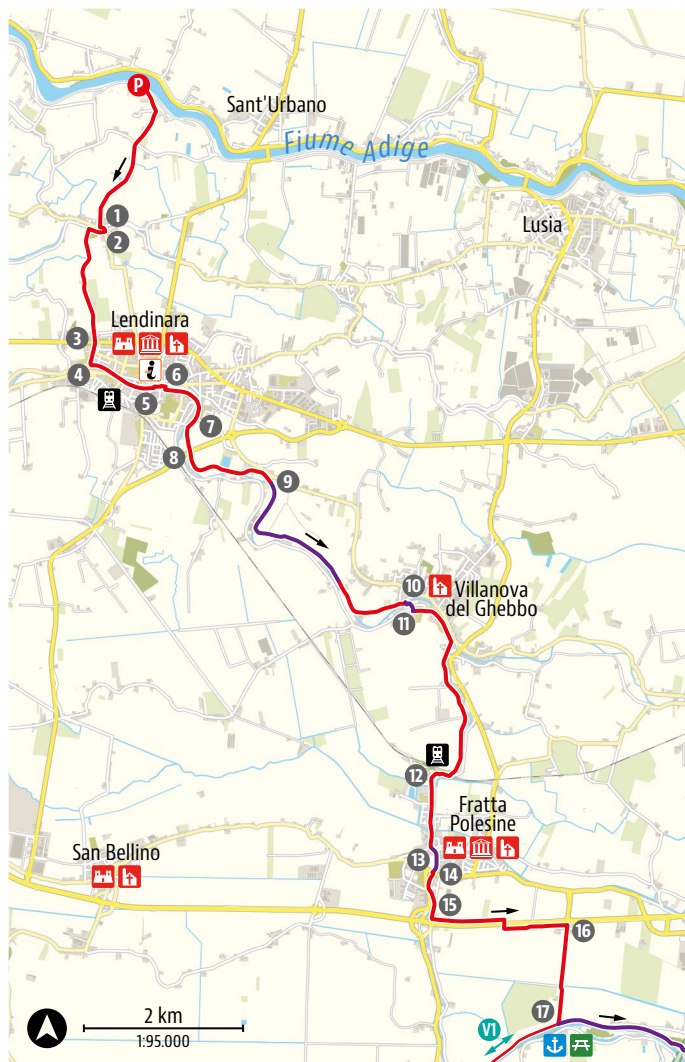 P
Sant'Urbano
Fiume Adige
Lusia
1
2
Lendinara
3
i
6
4
5
7
8
9
10
Villanova
del Ghebbo
11
12
Fratta
Polesine
San Bellino
13
14
15
16
17
2 km
1:95.000
V1